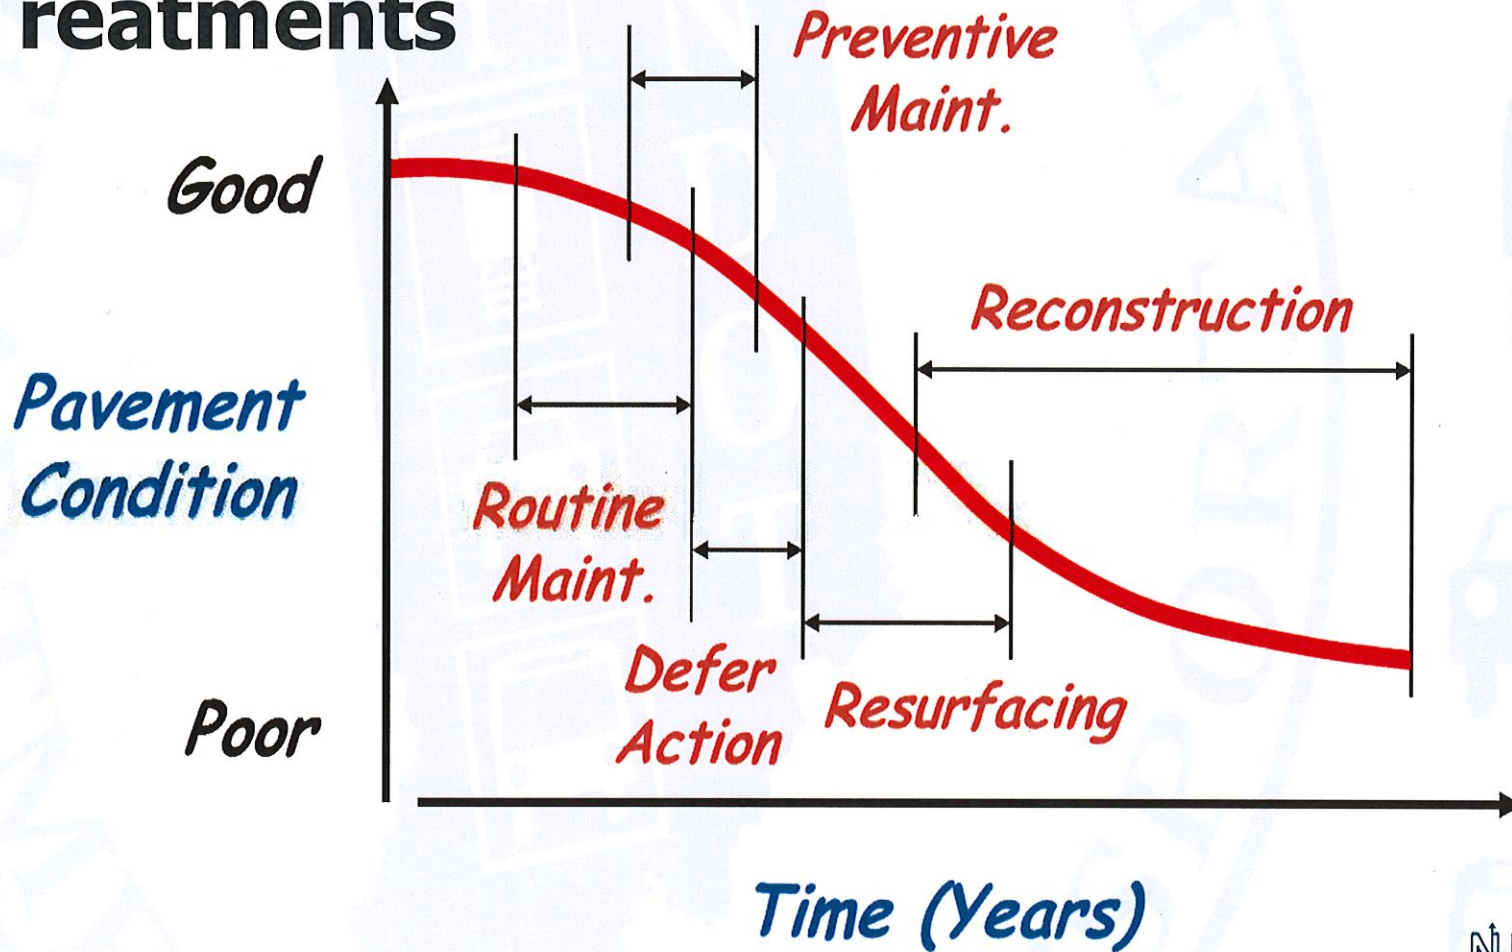 reatments
Preventive
Maint.
Good
Reconstruction
Pavement
Condition
Routine
Maint.
Defer
Action
Resurfacing
Poor
Time (Years)